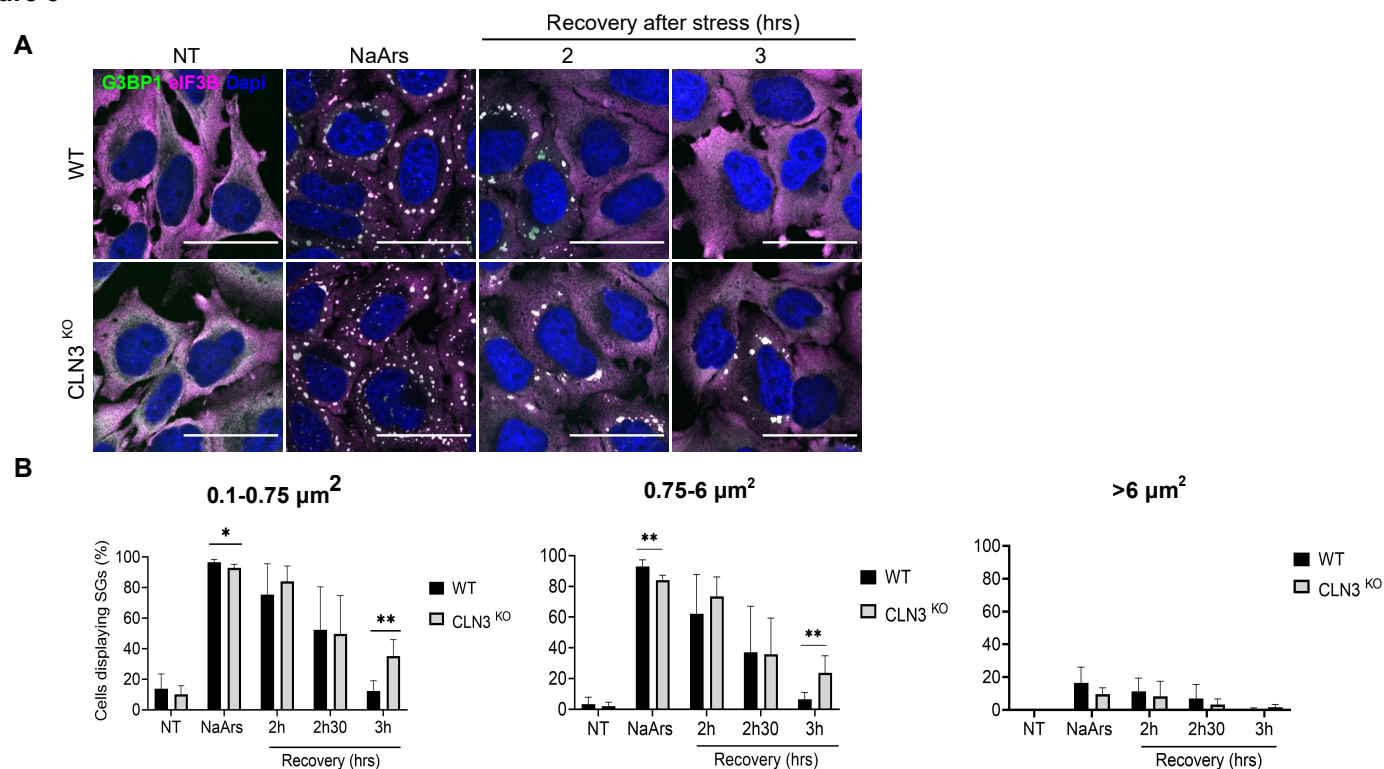 Recovery after stress (hrs)
A
NT NaArs 2 3
G3BP1 eIF3B Dapi
WT
CLN3 KO
B
0.1-0.75 µm2 0.75-6 µm2 >6 µm2
Cells displaying SGs (%)
* ** 
100 80 60 40 20 0
**
WT
CLN3 KO
NT NaArs 2h 2h30 3h
Recovery (hrs)
100 80 60 40 20 0
**
WT
CLN3 KO
NT NaArs 2h 2h30 3h
Recovery (hrs)
100 80 60 40 20 0
WT
CLN3 KO
NT NaArs 2h 2h30 3h
Recovery (hrs)